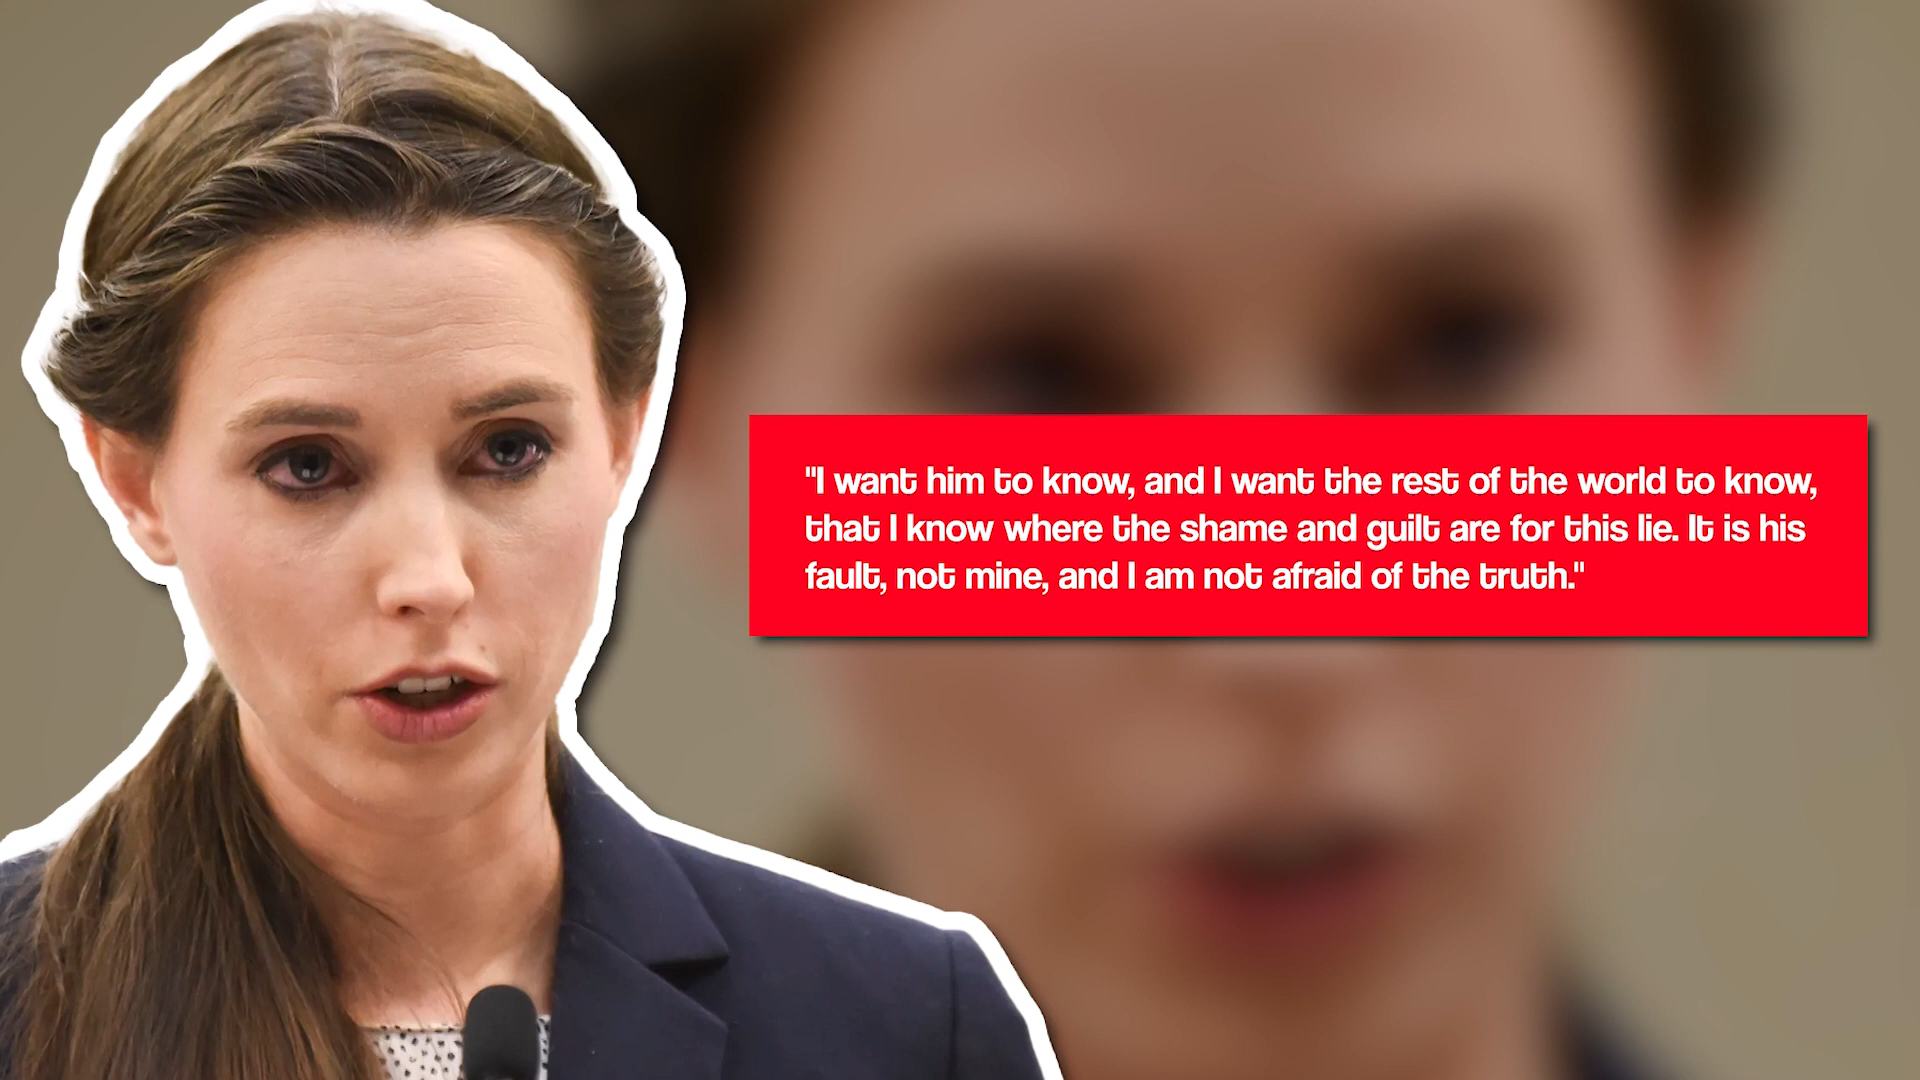 "I want him to know, and I want the rest of the world to know,
that I know where the shame and guilt are for this lie. It is his
fault, not mine, and I am not afraid of the truth."